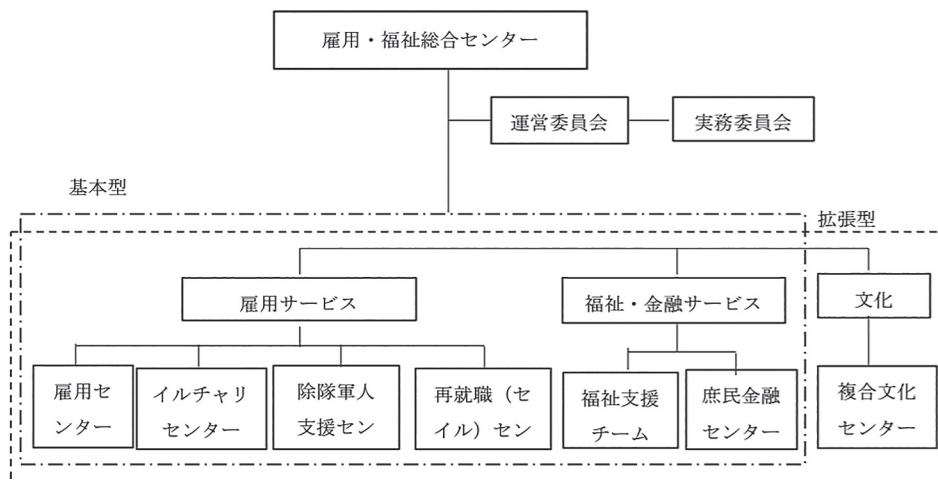 雇用・福祉総合センター
運営委員会
実務委員会
基本型
拡張型
雇用サービス
福祉・金融サービス
文化
雇用セ
ンター
イルチャリ
センター
除隊軍人
支援セン
再就職（セ
イル）セン
福祉支援
チーム
庶民金融
センター
複合文化
センター